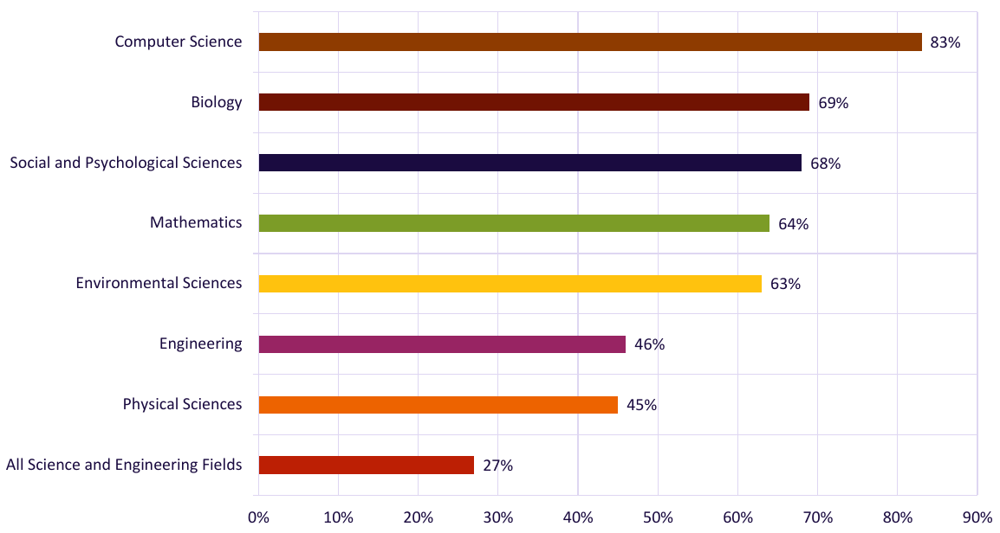 Computer Science 83%
Biology 69%
Social and Psychological Sciences 68%
Mathematics 64%
Environmental Sciences 63%
Engineering 46%
Physical Sciences 45%
All Science and Engineering Fields 27%
0% 10% 20% 30% 40% 50% 60% 70% 80% 90%